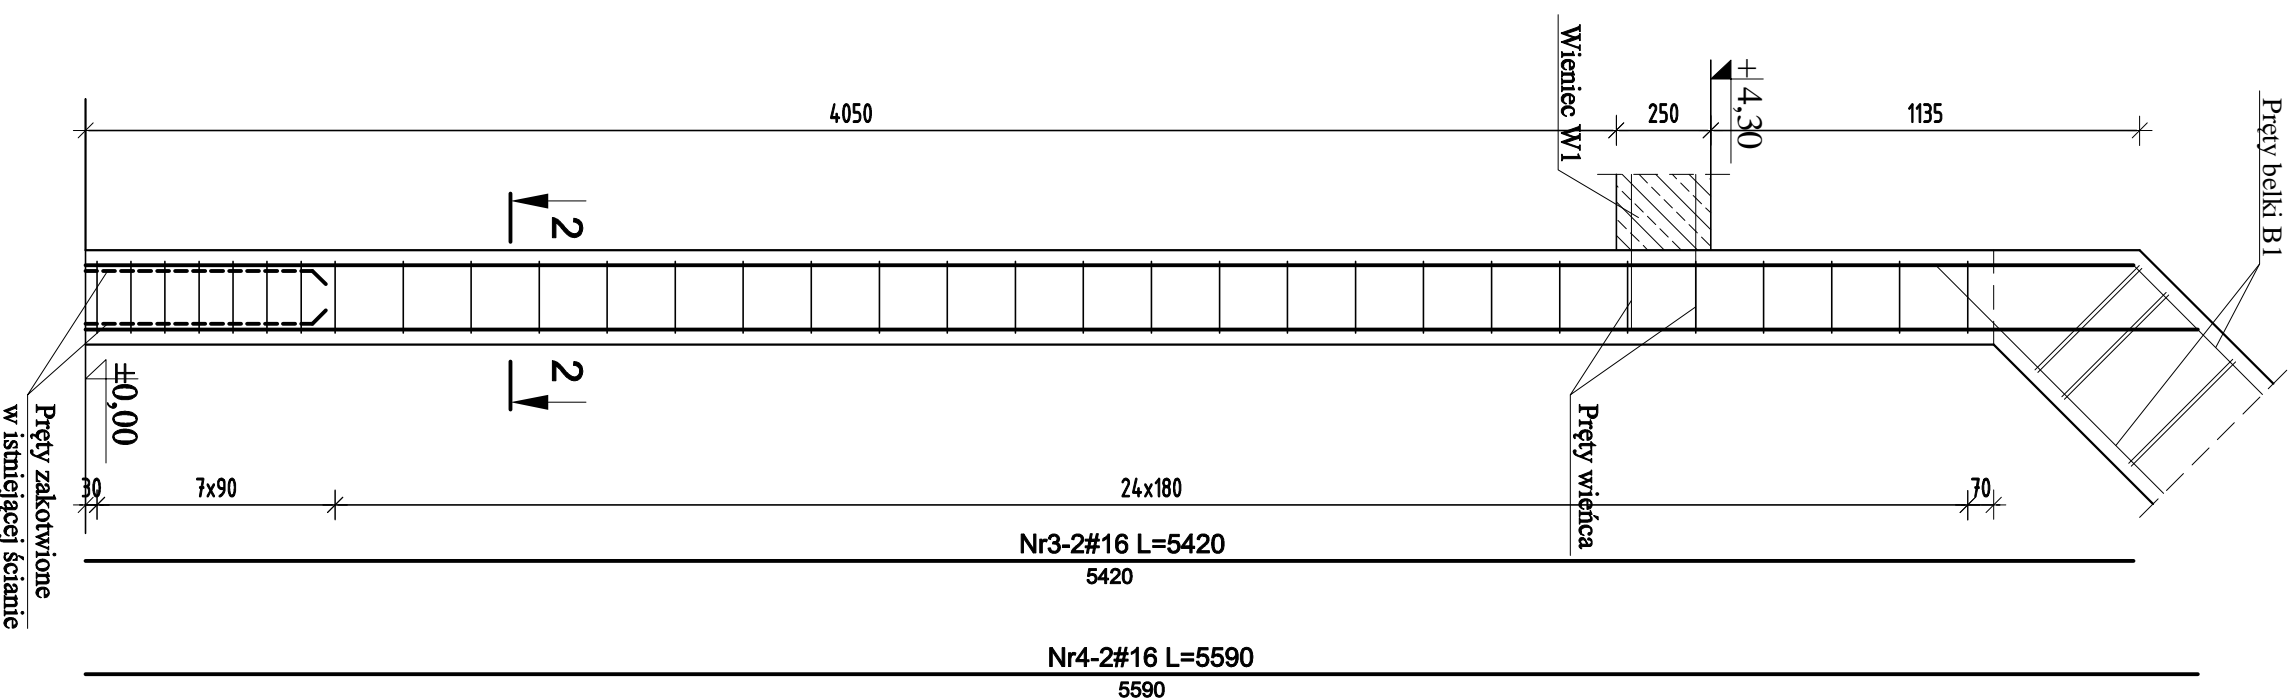 4050
250
1135
+4,30
Wieniec W1
Pręty belki B1
2
2
±0,00
Pręty zakotwione
w istniejącej ścianie
Pręty wieńca
30
7x90
24x180
70
Nr3-2#16 L=5420
5420
Nr4-2#16 L=5590
5590